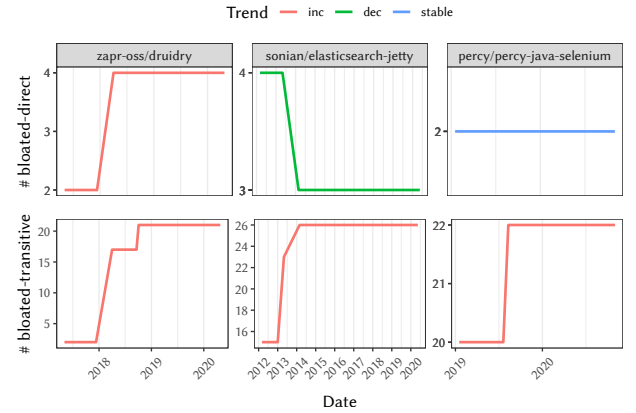 Trend inc dec stable
zapr-oss/druidry sonian/elasticsearch-jetty percy/percy-java-selenium
# bloated-direct
4
3
2
4
3
2
# bloated-transitive
20
15
10
5
26
24
22
20
18
16
22
21
20
2018 2019 2020
2012 2013 2014 2015 2016 2017 2018 2019 2020
2019 2020
Date